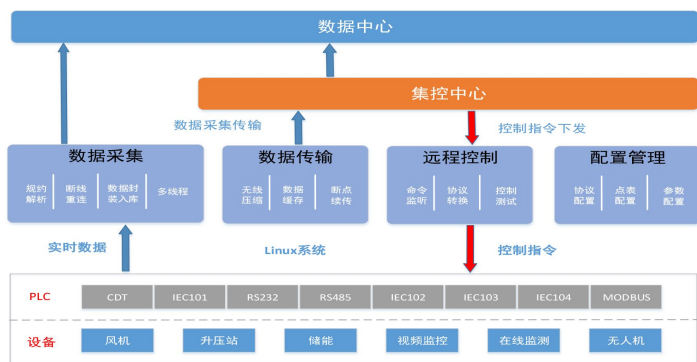 数据中心
集控中心
数据采集传输
控制指令下发
数据采集
规约
解析
断线
重连
数据封
装入库
多线程
数据传输
无线
压缩
数据
缓存
断点
续传
远程控制
命令
监听
协议
转换
控制
测试
配置管理
协议
配置
点表
配置
参数
配置
实时数据
Linux系统
控制指令
PLC
CDT
IEC101
RS232
RS485
IEC102
IEC103
IEC104
MODBUS
设备
风机
升压站
储能
视频监控
在线监测
无人机